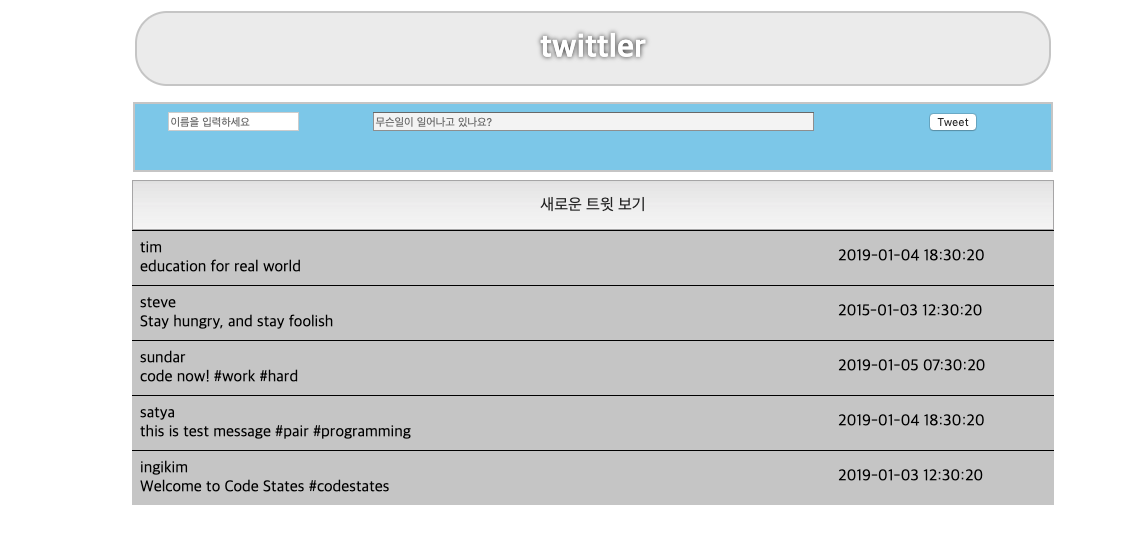 twittler
이름을 입력하세요
무슨일이 일어나고 있나요?
Tweet
새로운 트윗 보기
tim
education for real world
2019-01-04 18:30:20
steve
Stay hungry, and stay foolish
2015-01-03 12:30:20
sundar
code now! #work #hard
2019-01-05 07:30:20
satya
this is test message #pair #programming
2019-01-04 18:30:20
ingikim
Welcome to Code States #codestates
2019-01-03 12:30:20